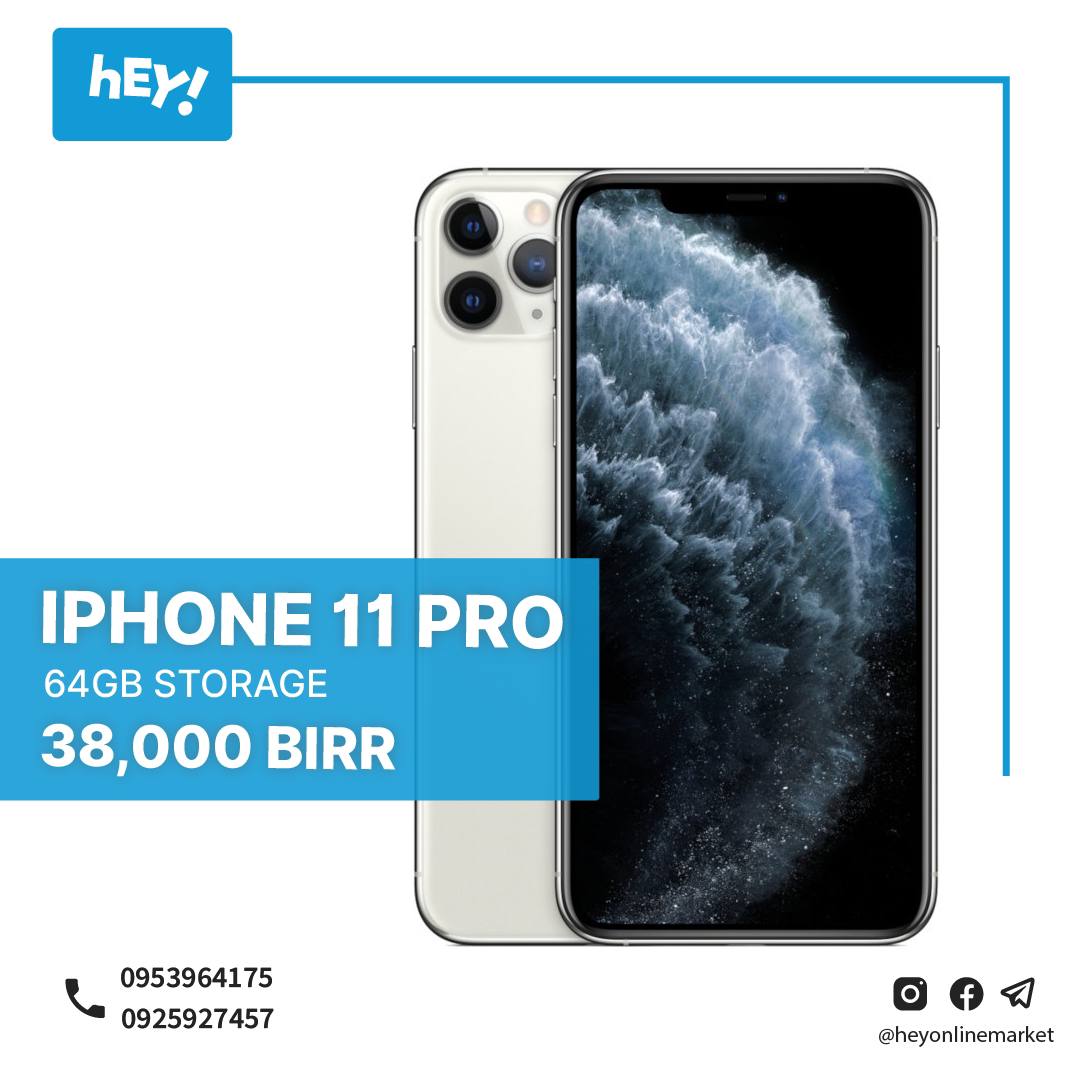 hEY!
IPHONE 11 PRO
64GB STORAGE
38,000 BIRR
0953964175
0925927457
@heyonlinemarket